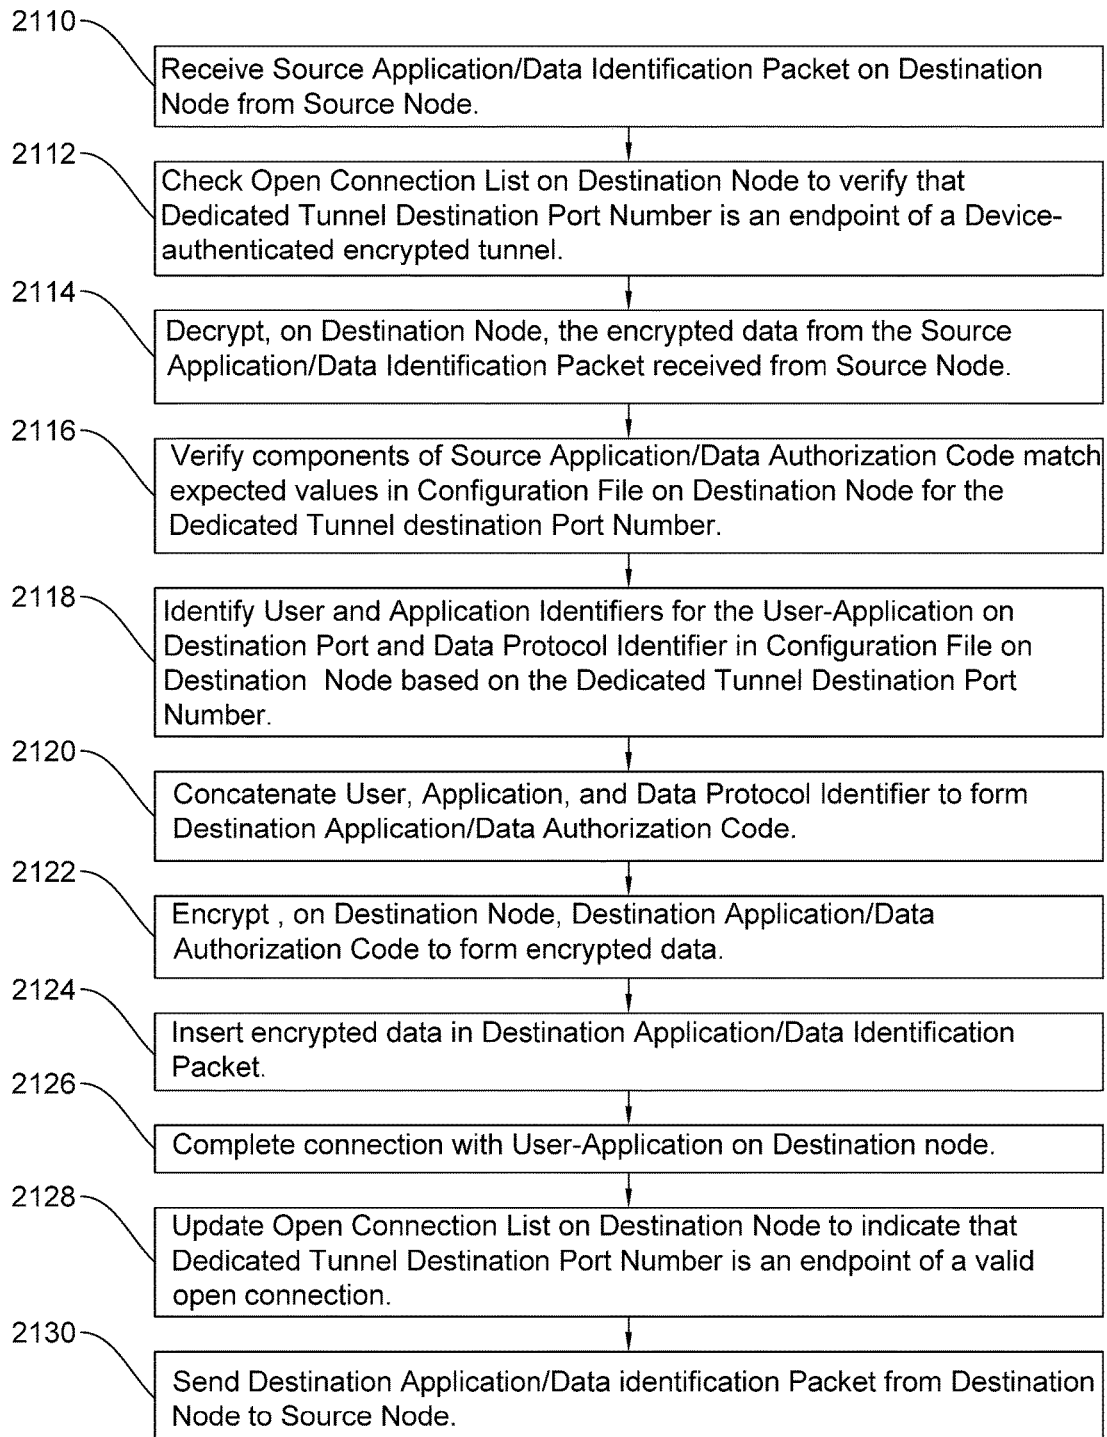 2110
Receive Source Application/Data Identification Packet on Destination
Node from Source Node.
2112
Check Open Connection List on Destination Node to verify that
Dedicated Tunnel Destination Port Number is an endpoint of a Device-
authenticated encrypted tunnel.
2114
Decrypt, on Destination Node, the encrypted data from the Source
Application/Data Identification Packet received from Source Node.
2116
Verify components of Source Application/Data Authorization Code match
expected values in Configuration File on Destination Node for the
Dedicated Tunnel destination Port Number.
2118
Identify User and Application Identifiers for the User-Application on
Destination Port and Data Protocol Identifier in Configuration File on
Destination  Node based on the Dedicated Tunnel Destination Port
Number.
2120
Concatenate User, Application, and Data Protocol Identifier to form
Destination Application/Data Authorization Code.
2122
Encrypt , on Destination Node, Destination Application/Data
Authorization Code to form encrypted data.
2124
Insert encrypted data in Destination Application/Data Identification
Packet.
2126
Complete connection with User-Application on Destination node.
2128
Update Open Connection List on Destination Node to indicate that
Dedicated Tunnel Destination Port Number is an endpoint of a valid
open connection.
2130
Send Destination Application/Data identification Packet from Destination
Node to Source Node.